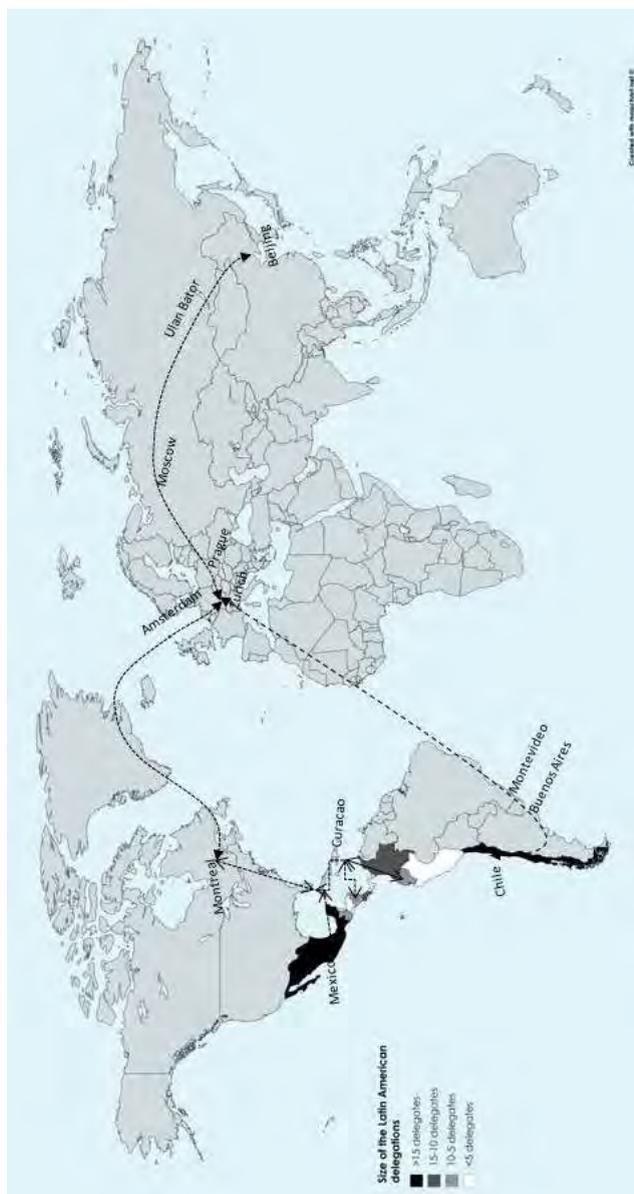 Ulan Bator
Beijing
Moscow
Prague
Amsterdam
Zurich
Montreal
Curacao
Mexico
Montevideo
Buenos Aires
Chile
Size of the Latin American
delegations
>15 delegates
15-10 delegates
10-5 delegates
<5 delegates